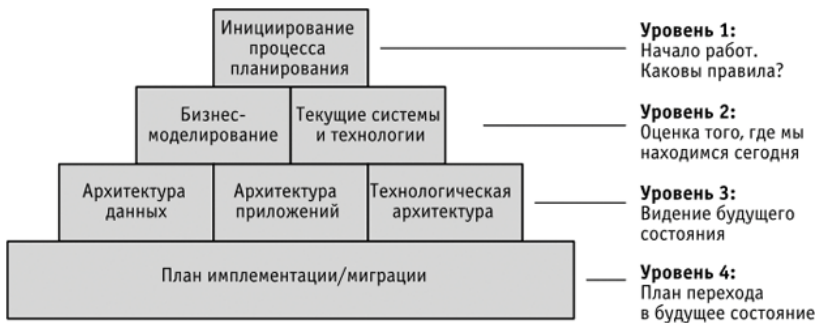 Инициирование
процесса
планирования
Уровень 1:
Начало работ.
Каковы правила?
Бизнес-
моделирование
Текущие системы
и технологии
Уровень 2:
Оценка того, где мы
находимся сегодня
Архитектура
данных
Архитектура
приложений
Технологическая
архитектура
Уровень 3:
Видение будущего
состояния
План имплементации/миграции
Уровень 4:
План перехода
в будущее состояние